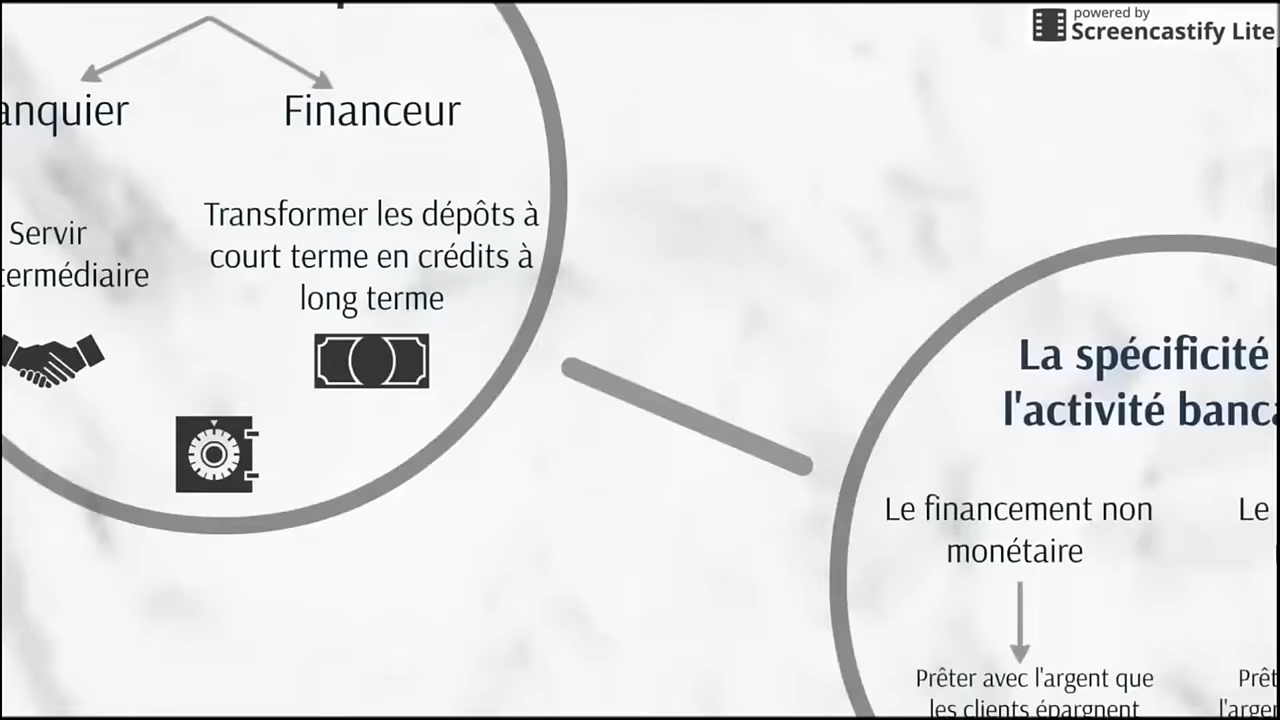 powered by
Screencastify Lite
anquier
Financeur
Servir
termédiaire
Transformer les dépôts à
court terme en crédits à
long terme
La spécificité
l'activité banca
Le financement non
monétaire
Le
Prêter avec l'argent que
les clients épargnent
Prêt
l'arger